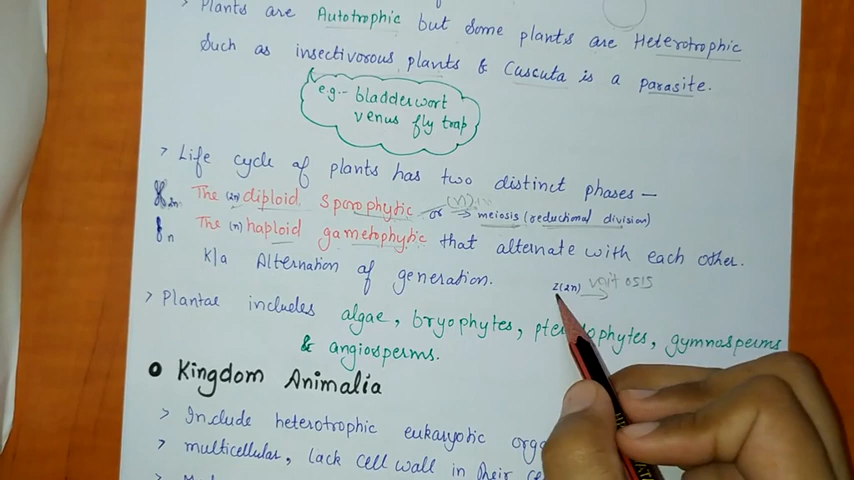 > Plants are Autotrophic but Some plants are Heterotrophic
Such as insectivorous plants & Cuscuta is a parasite.
e.g:- bladderwort
venus fly trap
> Life cycle of plants has two distinct phases —
2n The (2n) diploid Sporophytic or (n) => meiosis (reductional division)
n The (n) haploid gametophytic that alternate with each other.
K/a Alternation of generation.
Z(2n)
> Plantae includes algae, bryophytes, gymnosperms
& angiosperms.
Kingdom Animalia
> Include heterotrophic eukaryotic
> multicellular, Lack cell wall in their